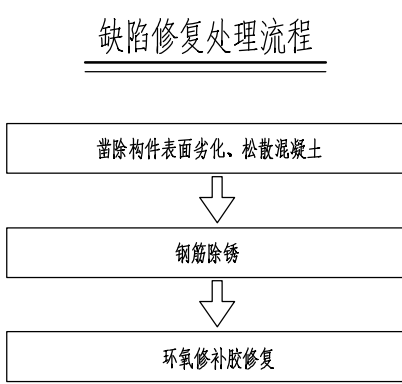 缺陷修复处理流程
凿除构件表面劣化、松散混凝土
钢筋除锈
环氧修补胶修复